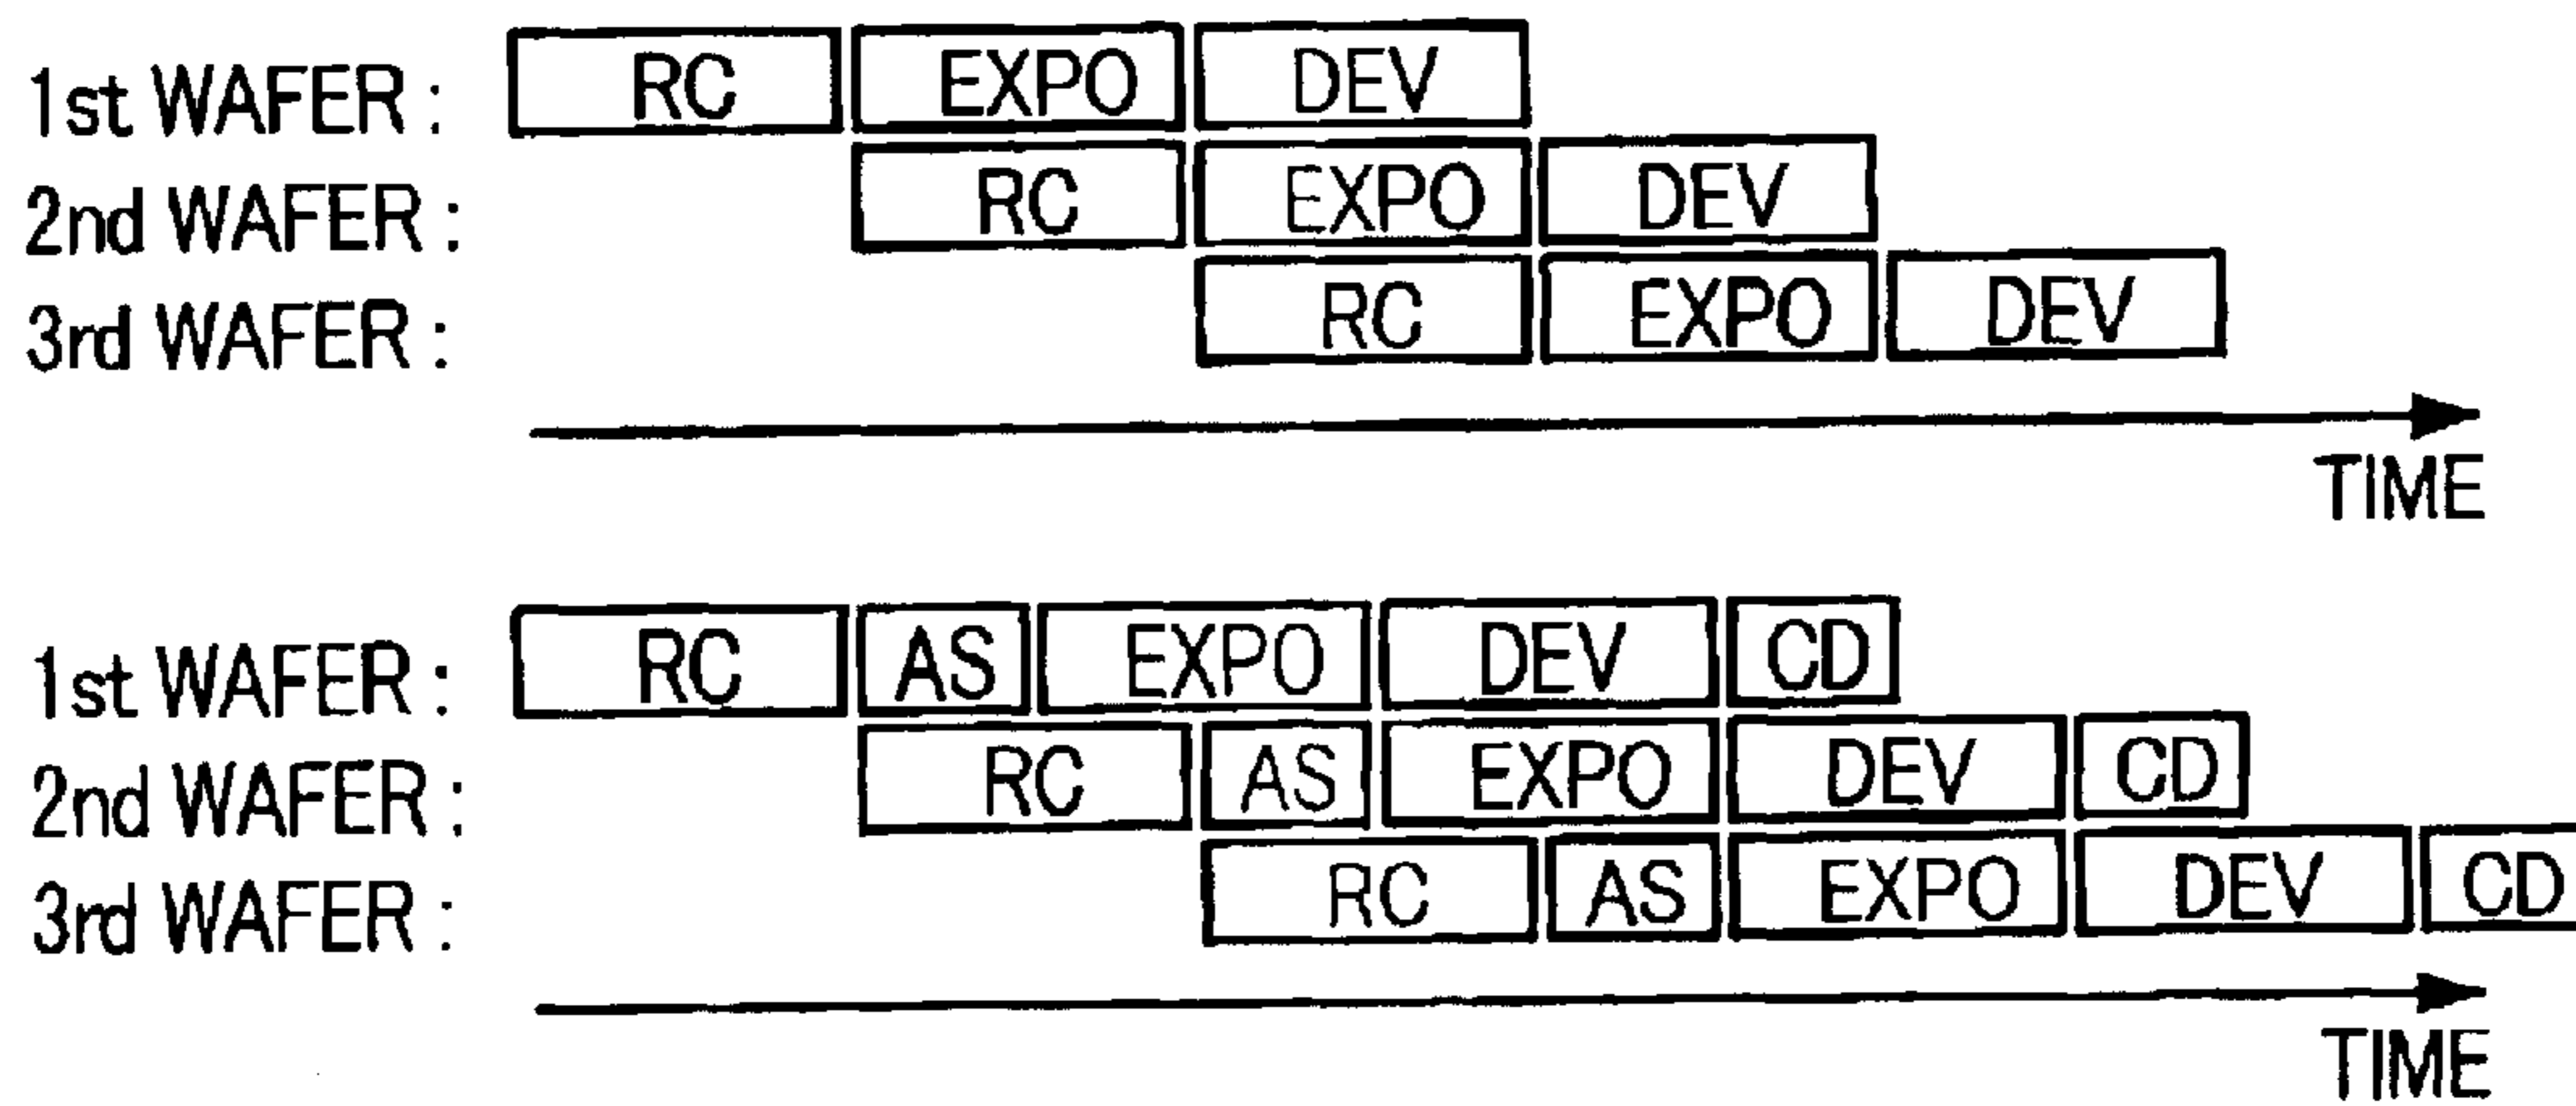 1st WAFER : RC EXPO DEV
2nd WAFER : RC EXPO DEV
3rd WAFER : RC EXPO DEV
TIME
1st WAFER : RC AS EXPO DEV CD
2nd WAFER : RC AS EXPO DEV CD
3rd WAFER : RC AS EXPO DEV CD
TIME